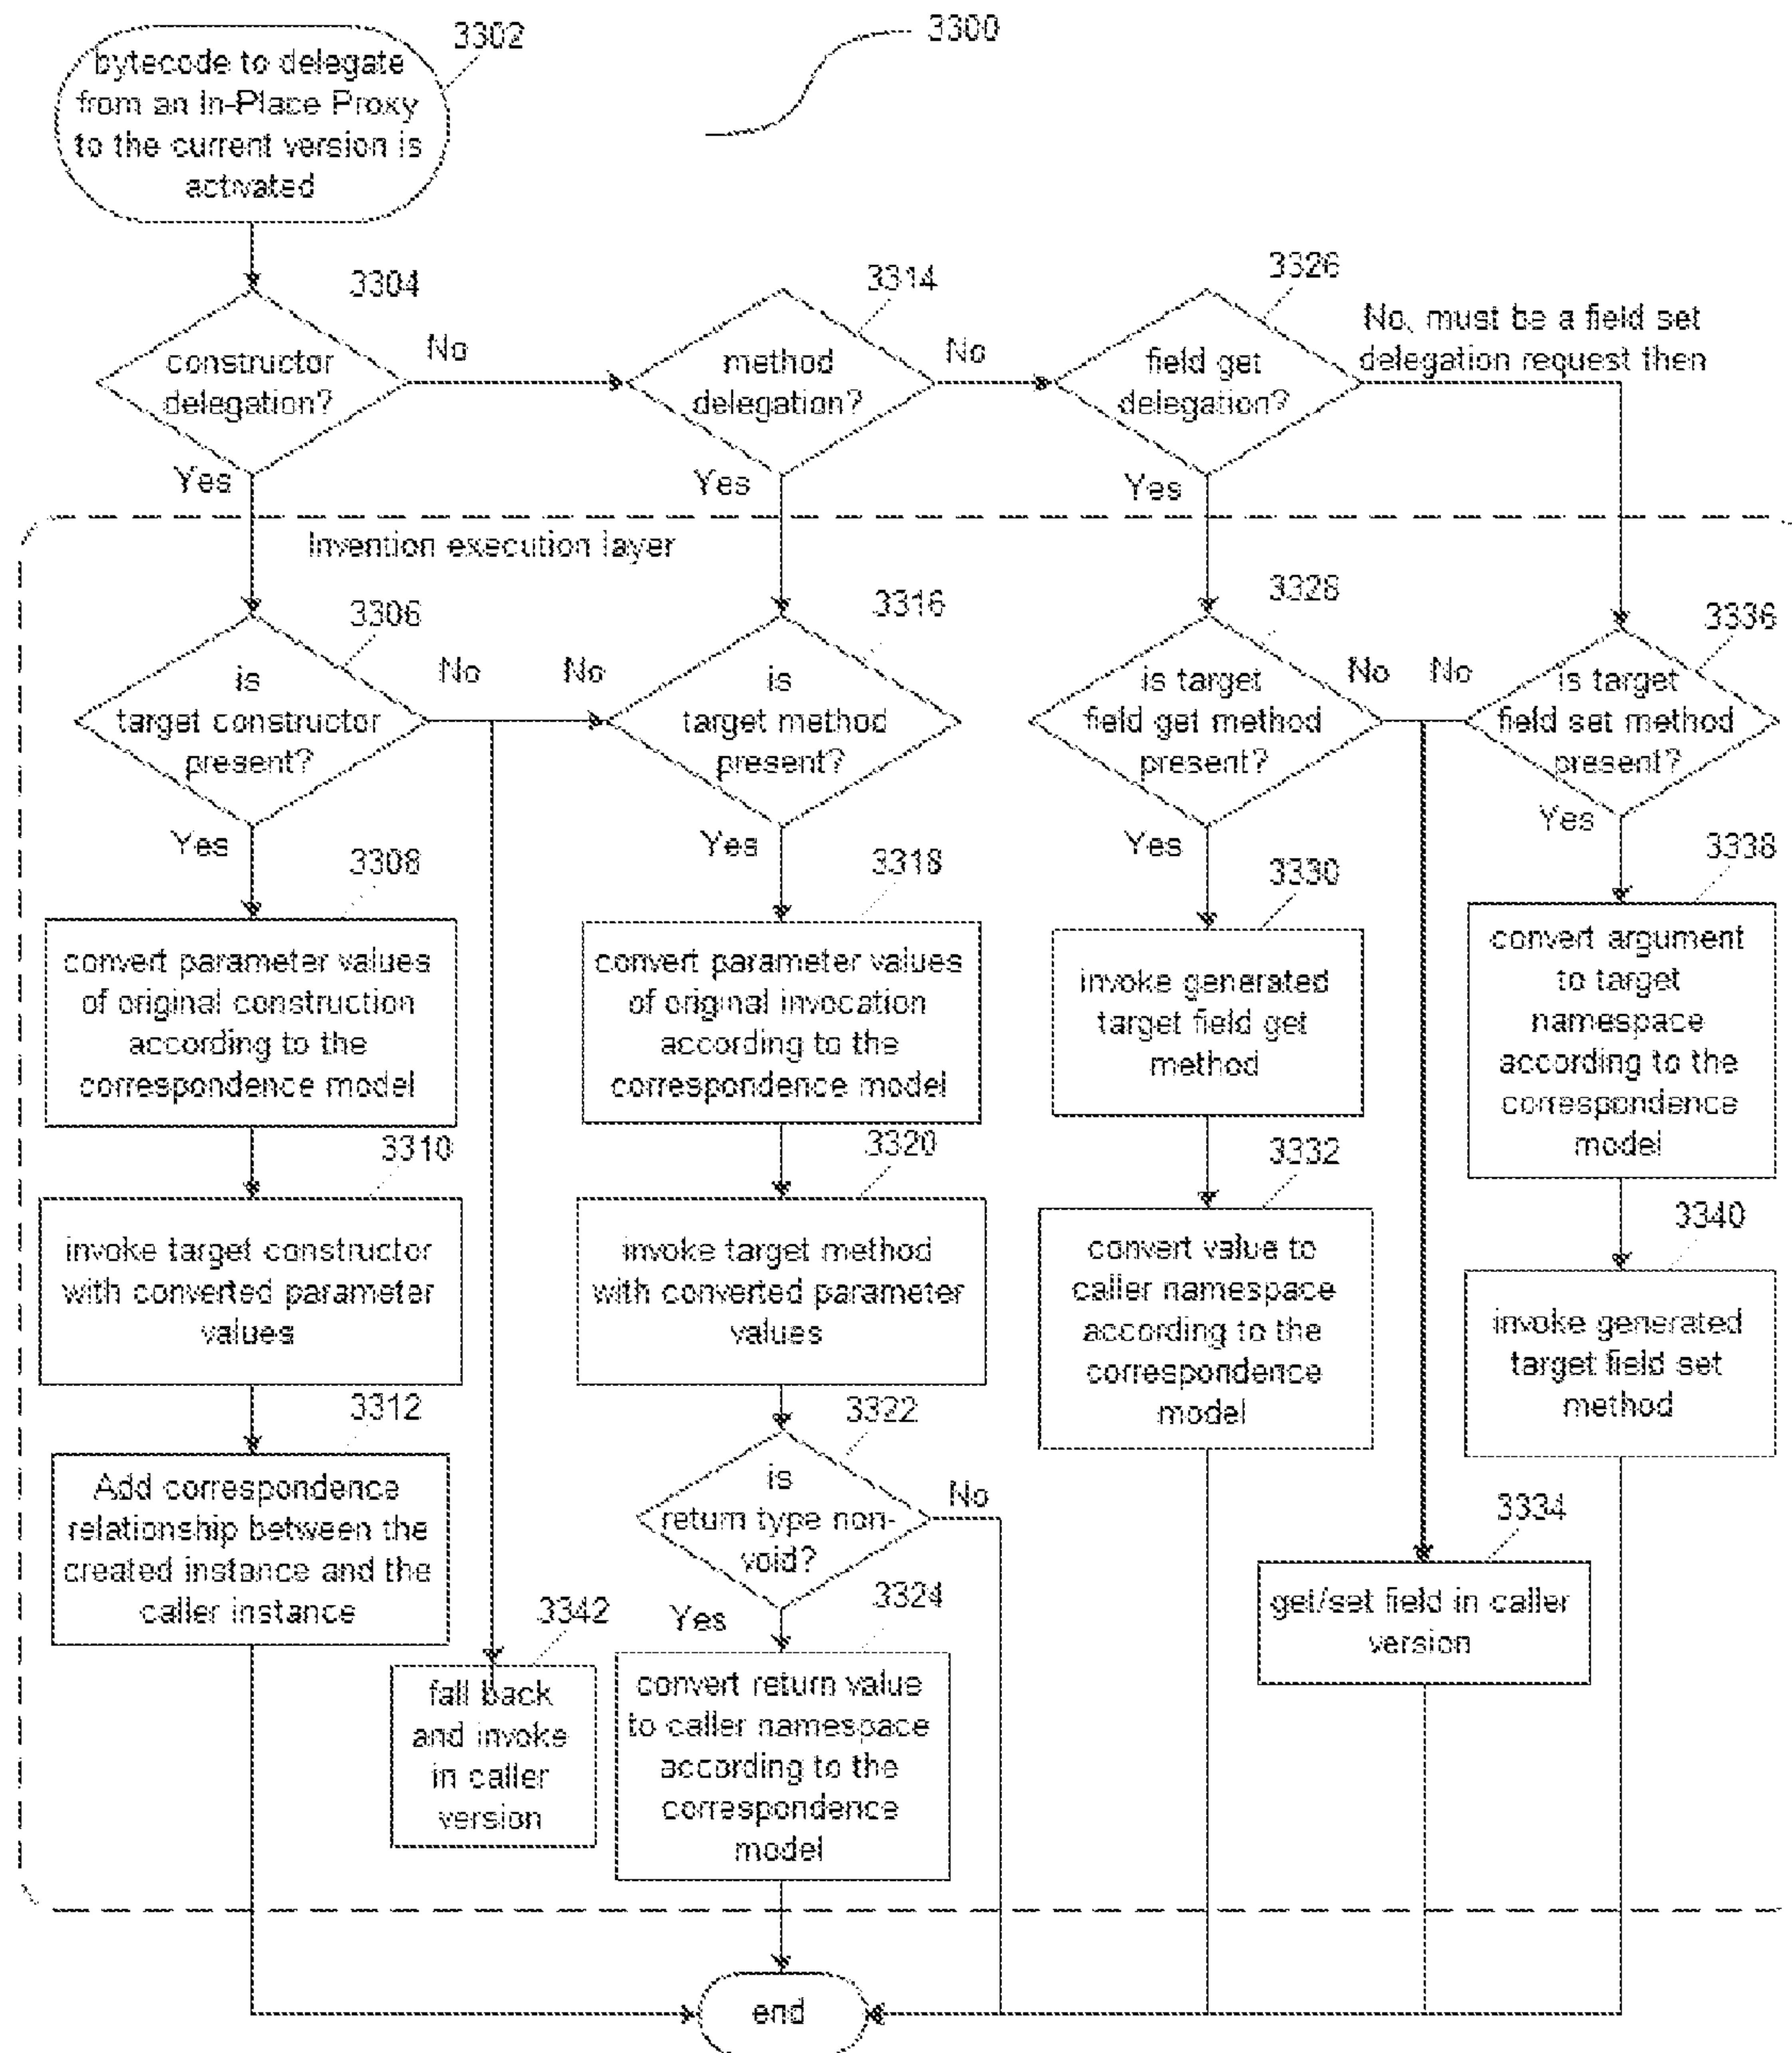 3302
3300
bytecode to delegate
from an In-Place Proxy
to the current version is
activated
3304
constructor
delegation?
No
Yes
3314
method
delegation?
No
Yes
3326
field get
delegation?
Yes
No, must be a field set
delegation request then
Invention execution layer
3306
is
target constructor
present?
No
Yes
3316
No
is
target method
present?
Yes
3328
is target
field get method
present?
No
Yes
3336
No
is target
field set method
present?
Yes
3308
convert parameter values
of original construction
according to the
correspondence model
3318
convert parameter values
of original invocation
according to the
correspondence model
3330
invoke generated
target field get
method
3338
convert argument
to target
namespace
according to the
correspondence
model
3310
invoke target constructor
with converted parameter
values
3320
invoke target method
with converted parameter
values
3332
convert value to
caller namespace
according to the
correspondence
model
3340
invoke generated
target field set
method
3312
Add correspondence
relationship between the
created instance and the
caller instance
3322
is
return type non-
void?
No
Yes
3334
get/set field in caller
version
3342
fall back
and invoke
in caller
version
3324
convert return value
to caller namespace
according to the
correspondence
model
end